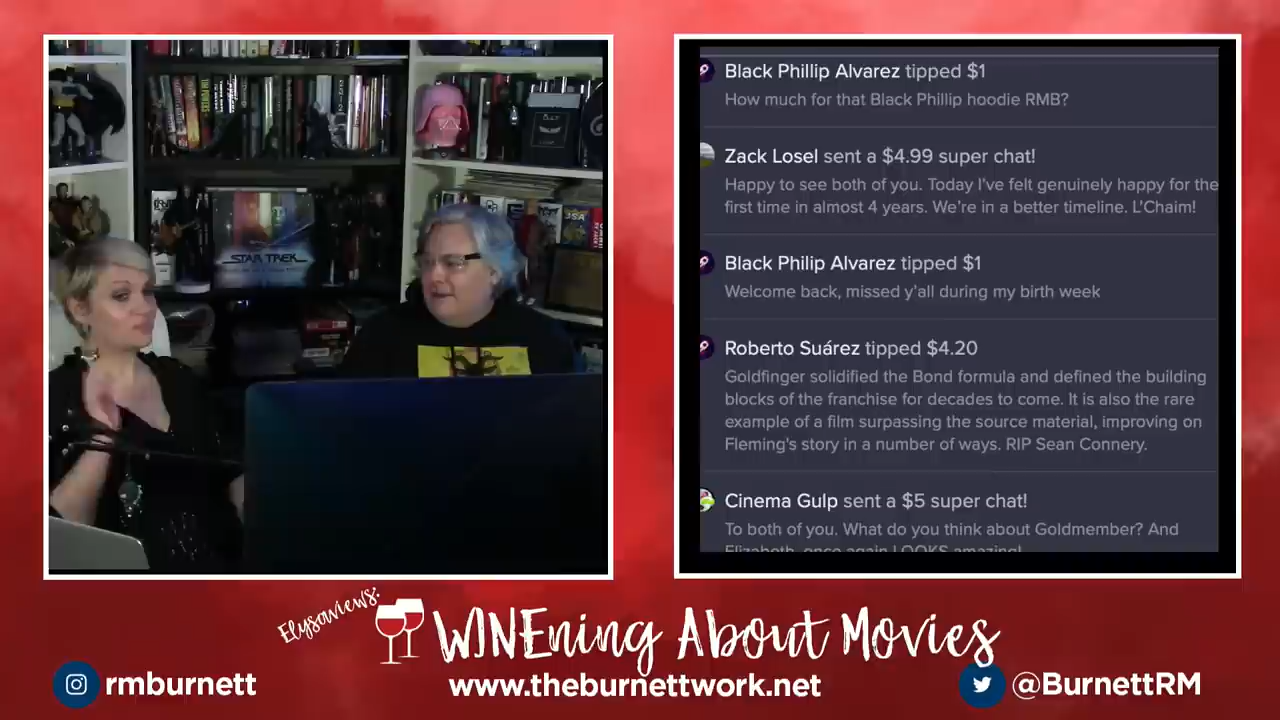 Black Phillip Alvarez tipped $1
How much for that Black Phillip hoodie RMB?
Zack Losel sent a $4.99 super chat!
Happy to see both of you. Today I've felt genuinely happy for the
first time in almost 4 years. We're in a better timeline. L'Chaim!
Black Philip Alvarez tipped $1
Welcome back, missed y'all during my birth week
Roberto Suárez tipped $4.20
Goldfinger solidified the Bond formula and defined the building
blocks of the franchise for decades to come. It is also the rare
example of a film surpassing the source material, improving on
Fleming's story in a number of ways. RIP Sean Connery.
Cinema Gulp sent a $5 super chat!
To both of you. What do you think about Goldmember? And
Elizabeth, once again LOOKS amazing!
STAR TREK
JSA
Elysaviews:
WINEning About Movies
rmburnett
www.theburnettwork.net
@BurnettRM